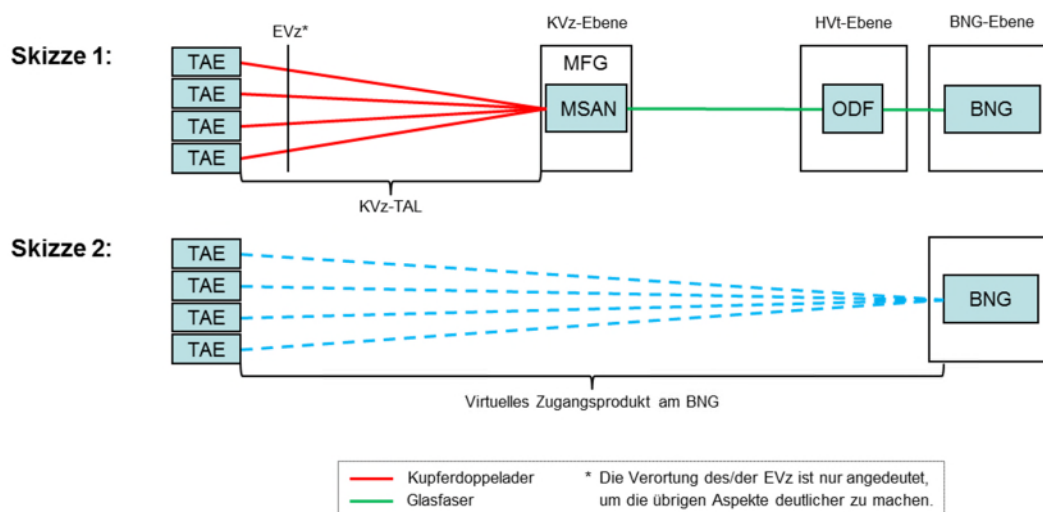 KVz-Ebene HVt-Ebene BNG-Ebene
EVz*
Skizze 1:
TAE
TAE
TAE
TAE
MFG
MSAN
ODF
BNG
KVz-TAL
Skizze 2:
TAE
TAE
TAE
TAE
BNG
Virtuelles Zugangsprodukt am BNG
Kupferdoppelader * Die Verortung des/der EVz ist nur angedeutet,
Glasfaser um die übrigen Aspekte deutlicher zu machen.